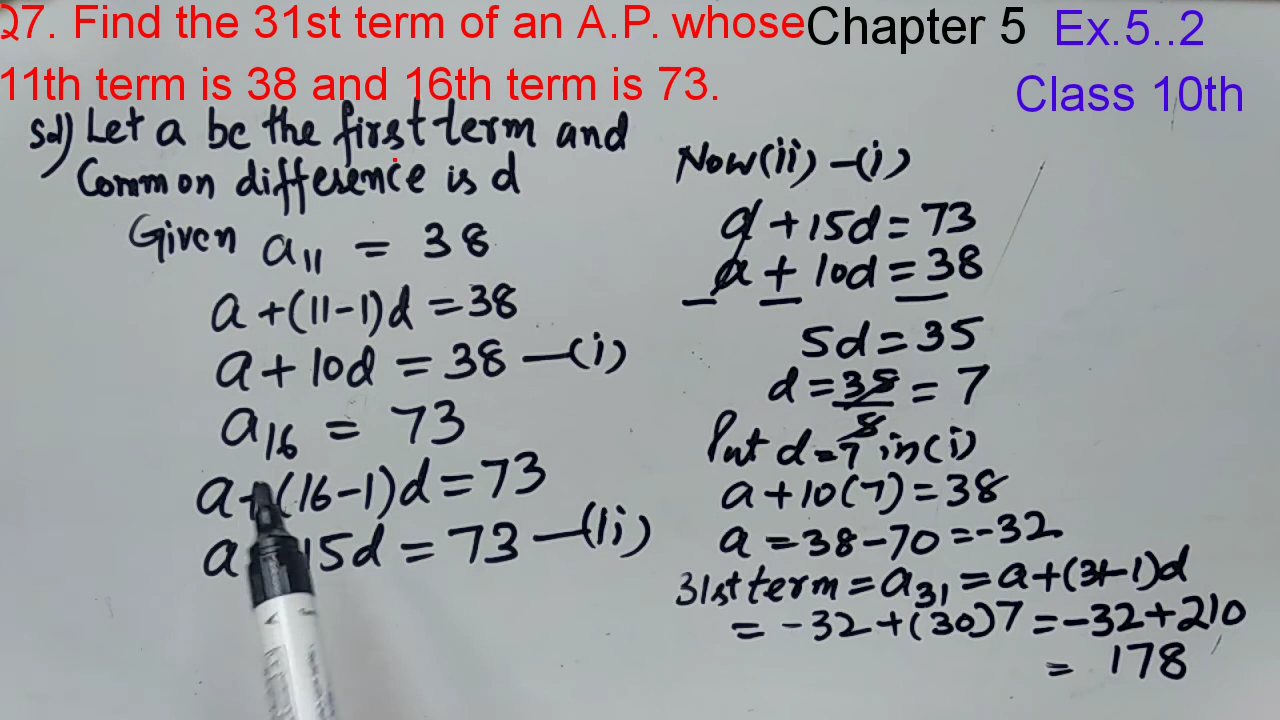 Q7. Find the 31st term of an A.P. whose
11th term is 38 and 16th term is 73.
Chapter 5 Ex.5..2
Class 10th
Sol) Let a be the first term and
Common difference is d
Given a₁₁ = 38
a + (11-1)d = 38
a + 10d = 38 —(i)
a₁₆ = 73
a + (16-1)d = 73
a 15d = 73 —(ii)
Now (ii) - (i)
a + 15d = 73
a + 10d = 38
— — —
5d = 35
d = 35/5 = 7
Put d = 7 in (i)
a + 10(7) = 38
a = 38 - 70 = -32
31st term = a₃₁ = a + (31-1)d
= -32 + (30)7 = -32 + 210
= 178